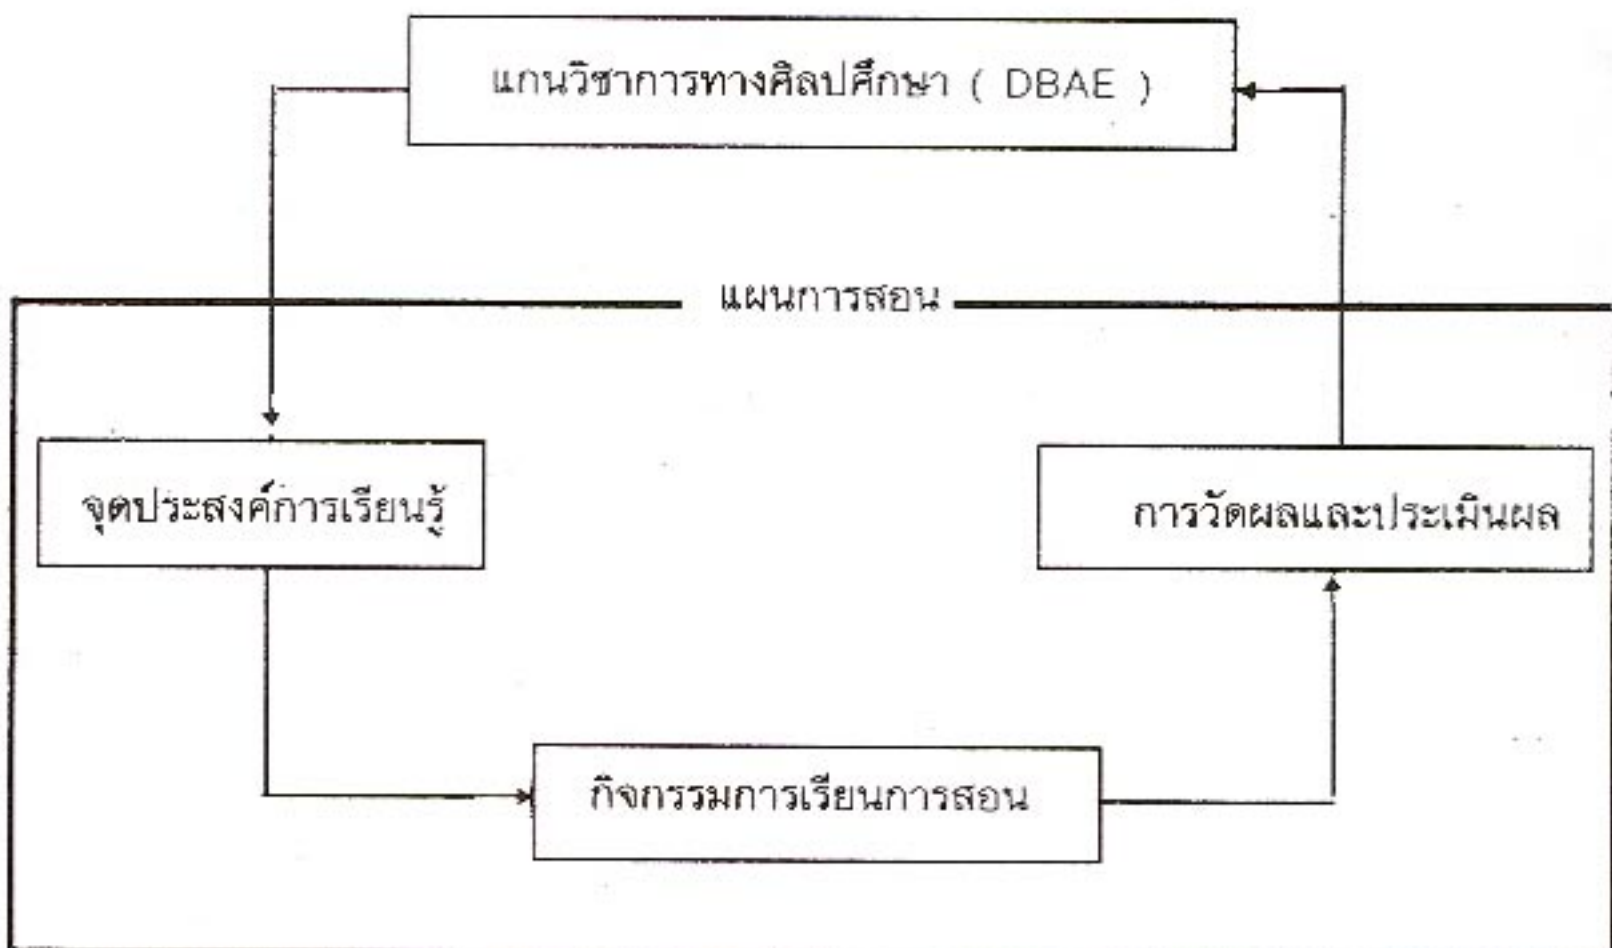 แกนวิชาการทางศิลปศึกษา ( DBAE )
แผนการสอน
จุดประสงค์การเรียนรู้
การวัดผลและประเมินผล
กิจกรรมการเรียนการสอน